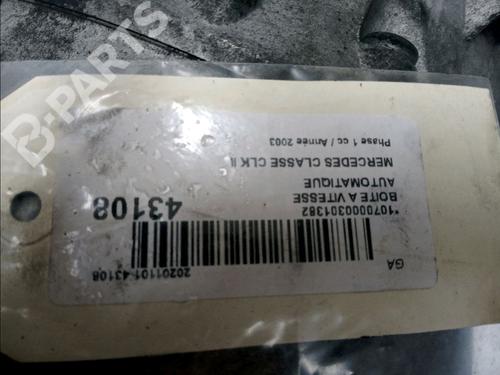 B-PARTS
GA
20201101 43108
*1070000301382
43108
BOITE A VITESSE
AUTOMATIQUE
MERCEDES CLASSE CLK II
Phase 1 cc / Année 2003